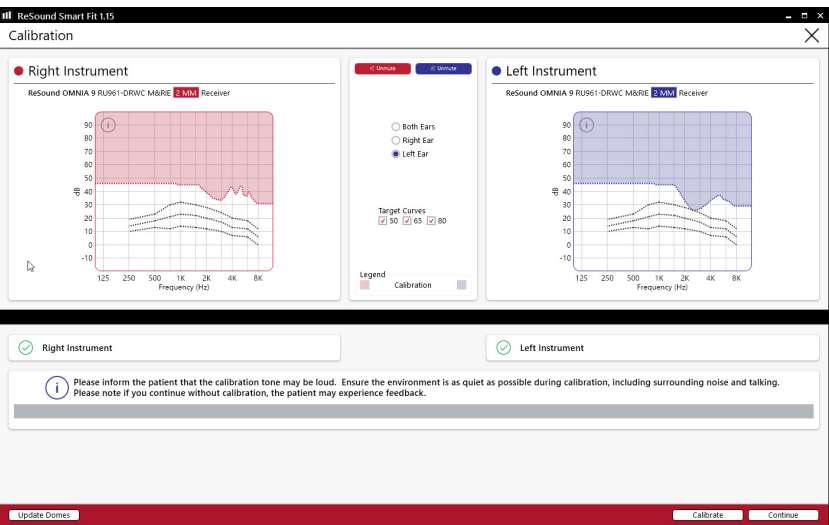 ReSound Smart Fit 1.15
Calibration
Right Instrument
ReSound OMNIA 9 RU961-DRWC M&RIE 2 MM Receiver
90
80
70
60
50
40
30
20
10
0
-10
dB
125 250 500 1K 2K 4K 8K
Frequency (Hz)
Unmute Unmute
Both Ears
Right Ear
Left Ear
Target Curves
50 65 80
Legend
Calibration
Left Instrument
ReSound OMNIA 9 RU961-DRWC M&RIE 2 MM Receiver
90
80
70
60
50
40
30
20
10
0
-10
dB
125 250 500 1K 2K 4K 8K
Frequency (Hz)
Right Instrument
Left Instrument
Please inform the patient that the calibration tone may be loud. Ensure the environment is as quiet as possible during calibration, including surrounding noise and talking.
Please note if you continue without calibration, the patient may experience feedback.
Update Domes
Calibrate
Continue